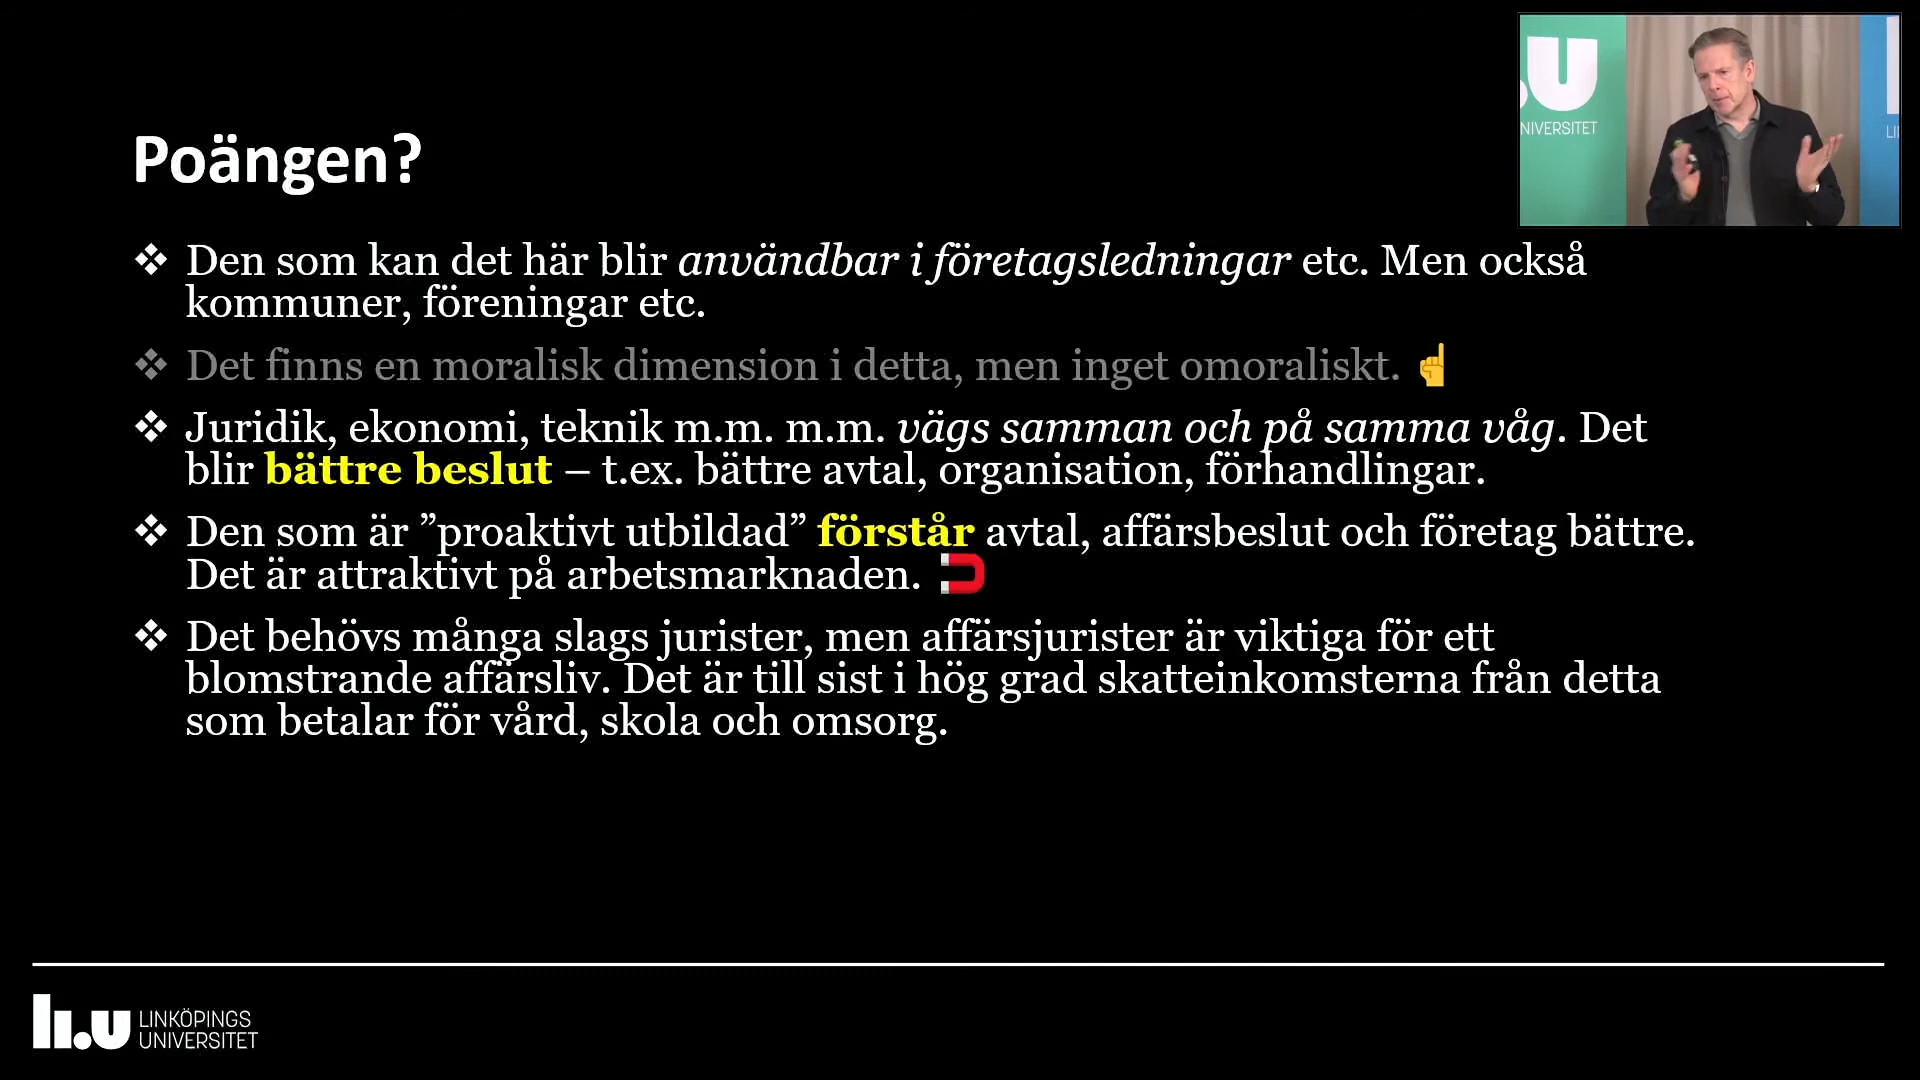 Poängen?
❖ Den som kan det här blir användbar i företagsledningar etc. Men också
kommuner, föreningar etc.
❖ Det finns en moralisk dimension i detta, men inget omoraliskt. ☝
❖ Juridik, ekonomi, teknik m.m. m.m. vägs samman och på samma våg. Det
blir bättre beslut – t.ex. bättre avtal, organisation, förhandlingar.
❖ Den som är ”proaktivt utbildad” förstår avtal, affärsbeslut och företag bättre.
Det är attraktivt på arbetsmarknaden. 🧲
❖ Det behövs många slags jurister, men affärsjurister är viktiga för ett
blomstrande affärsliv. Det är till sist i hög grad skatteinkomsterna från detta
som betalar för vård, skola och omsorg.
li.u LINKÖPINGS
UNIVERSITET
.u
NIVERSITET
LI